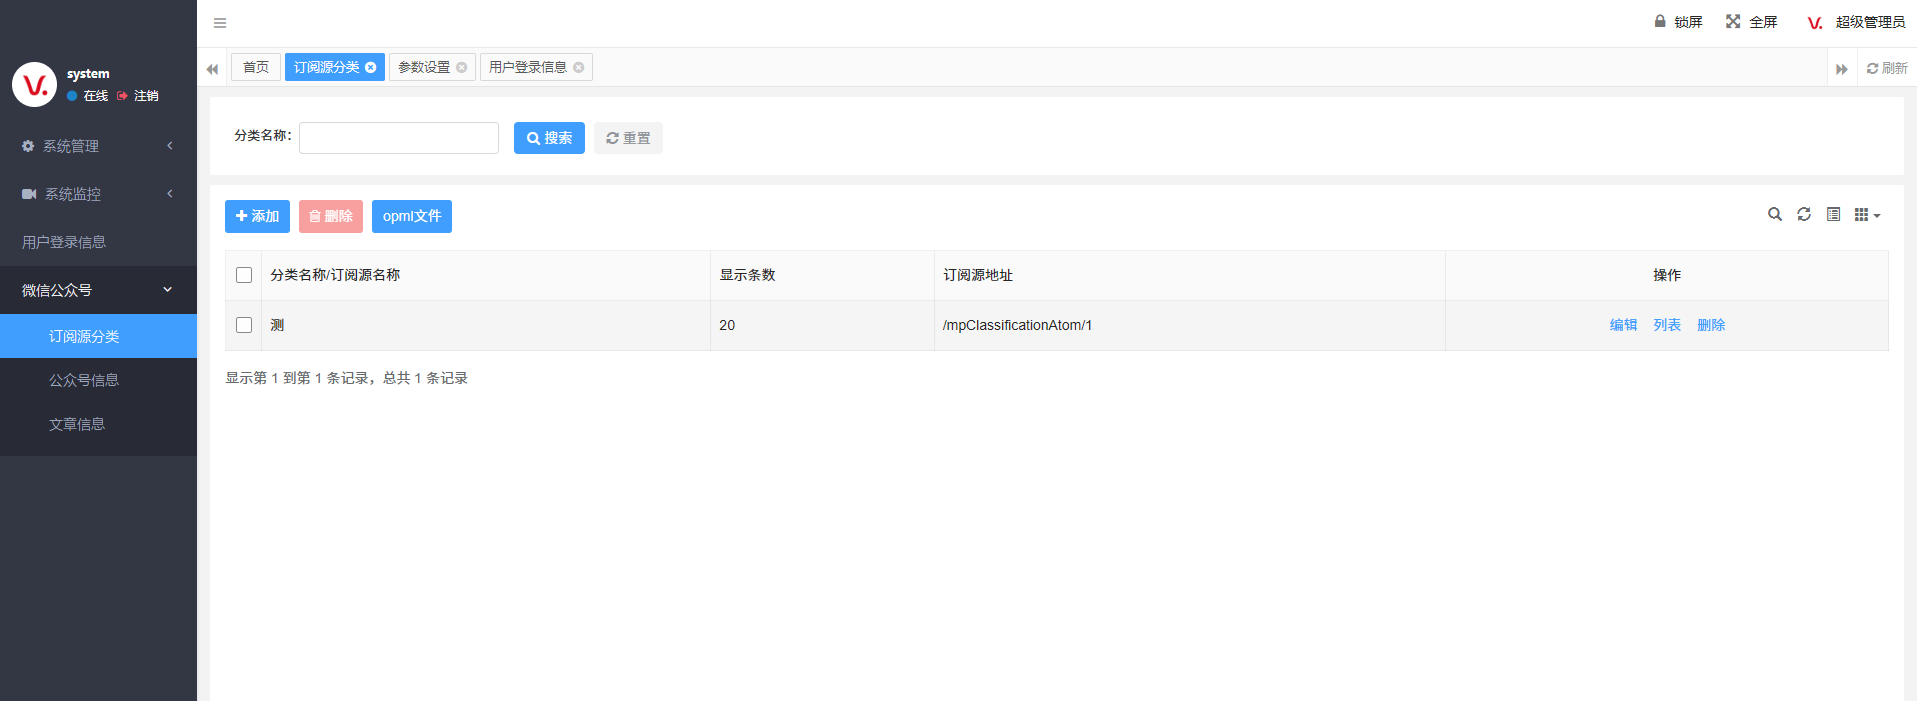 锁屏 全屏 V. 超级管理员
V. system
在线 注销
首页 订阅源分类 参数设置 用户登录信息 刷新
系统管理
系统监控
用户登录信息
微信公众号
订阅源分类
公众号信息
文章信息
分类名称： 搜索 重置
添加 删除 opml文件
分类名称/订阅源名称 显示条数 订阅源地址 操作
测 20 /mpClassificationAtom/1 编辑 列表 删除
显示第 1 到第 1 条记录，总共 1 条记录